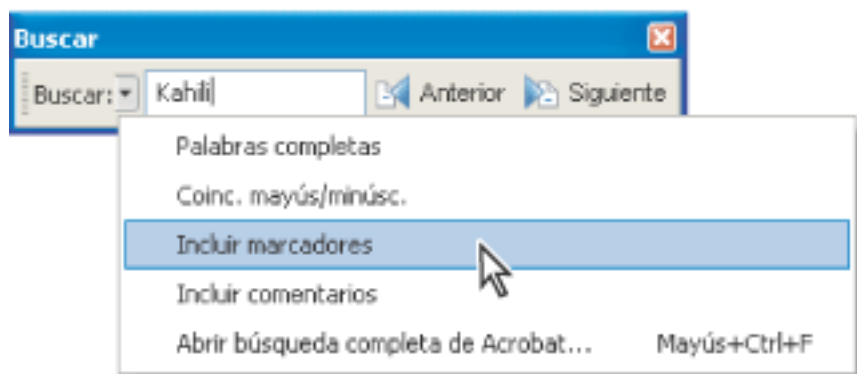 Buscar
Buscar: Kahili Anterior Siguiente
Palabras completas
Coinc. mayús/minúsc.
Incluir marcadores
Incluir comentarios
Abrir búsqueda completa de Acrobat... Mayús+Ctrl+F